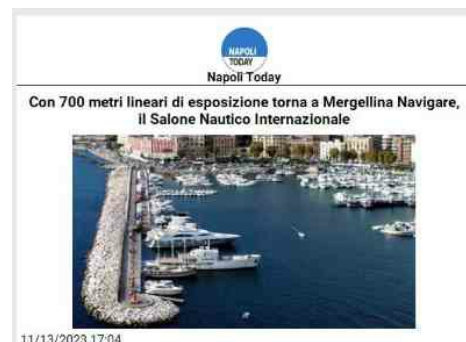 NAPOLI
TODAY
Napoli Today
Con 700 metri lineari di esposizione torna a Mergellina Navigare,
il Salone Nautico Internazionale
11/13/2023 17:04